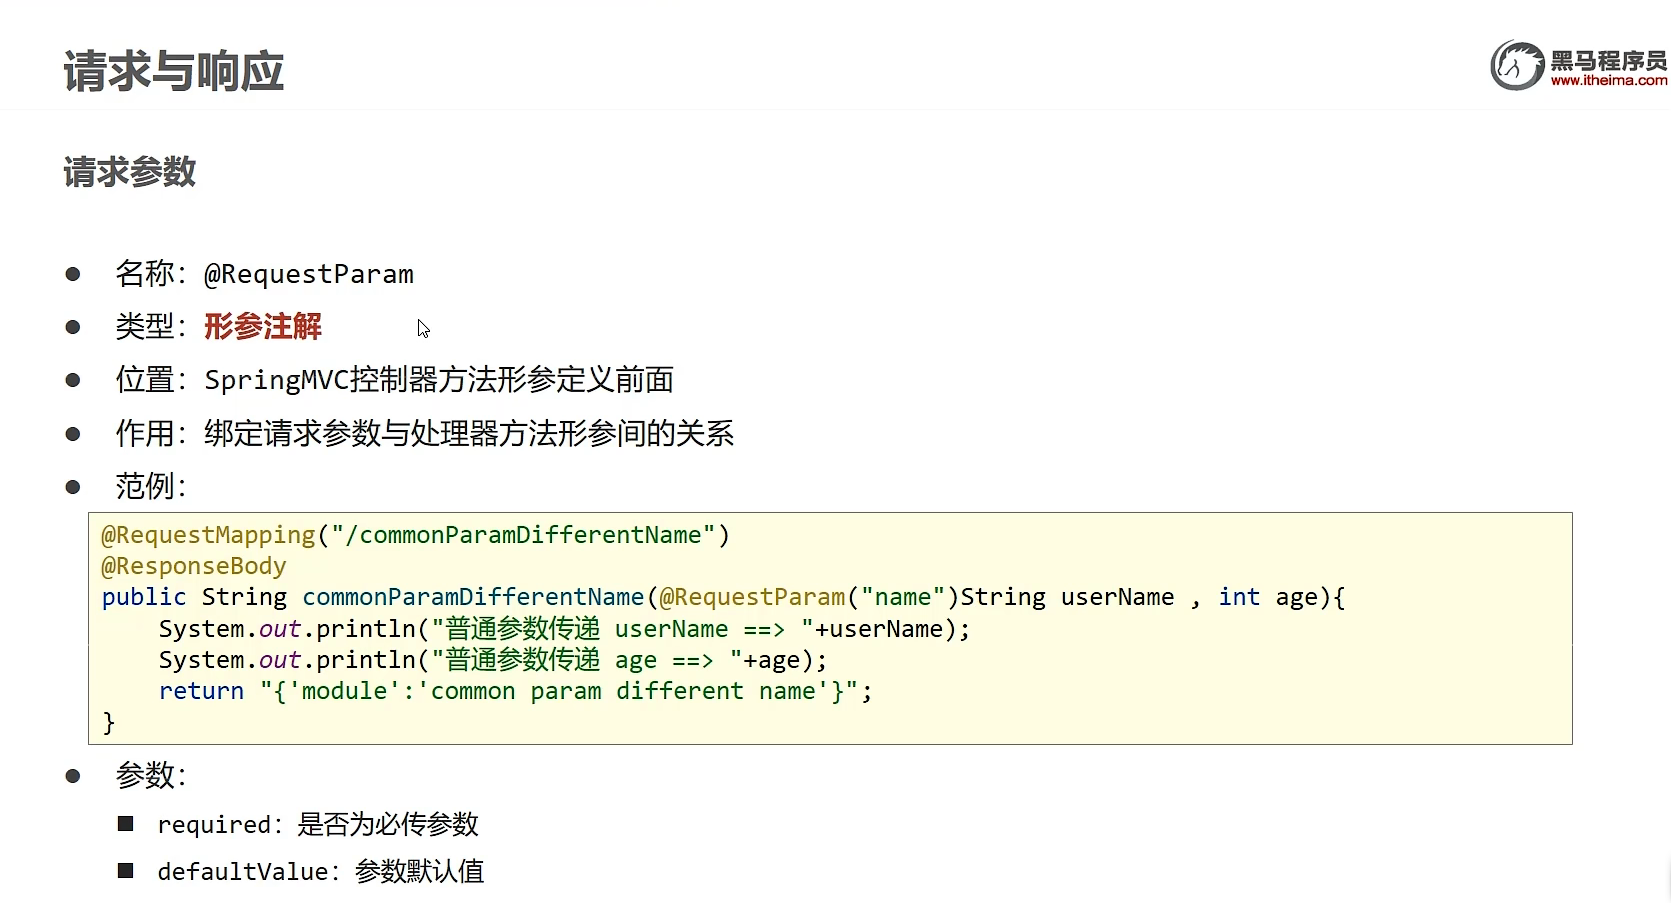 请求与响应
黑马程序员
www.itheima.com
请求参数
● 名称：@RequestParam
● 类型：形参注解
● 位置：SpringMVC控制器方法形参定义前面
● 作用：绑定请求参数与处理器方法形参间的关系
● 范例：
@RequestMapping("/commonParamDifferentName")
@ResponseBody
public String commonParamDifferentName(@RequestParam("name")String userName , int age){
    System.out.println("普通参数传递 userName ==> "+userName);
    System.out.println("普通参数传递 age ==> "+age);
    return "{'module':'common param different name'}";
}
● 参数：
■ required：是否为必传参数
■ defaultValue：参数默认值